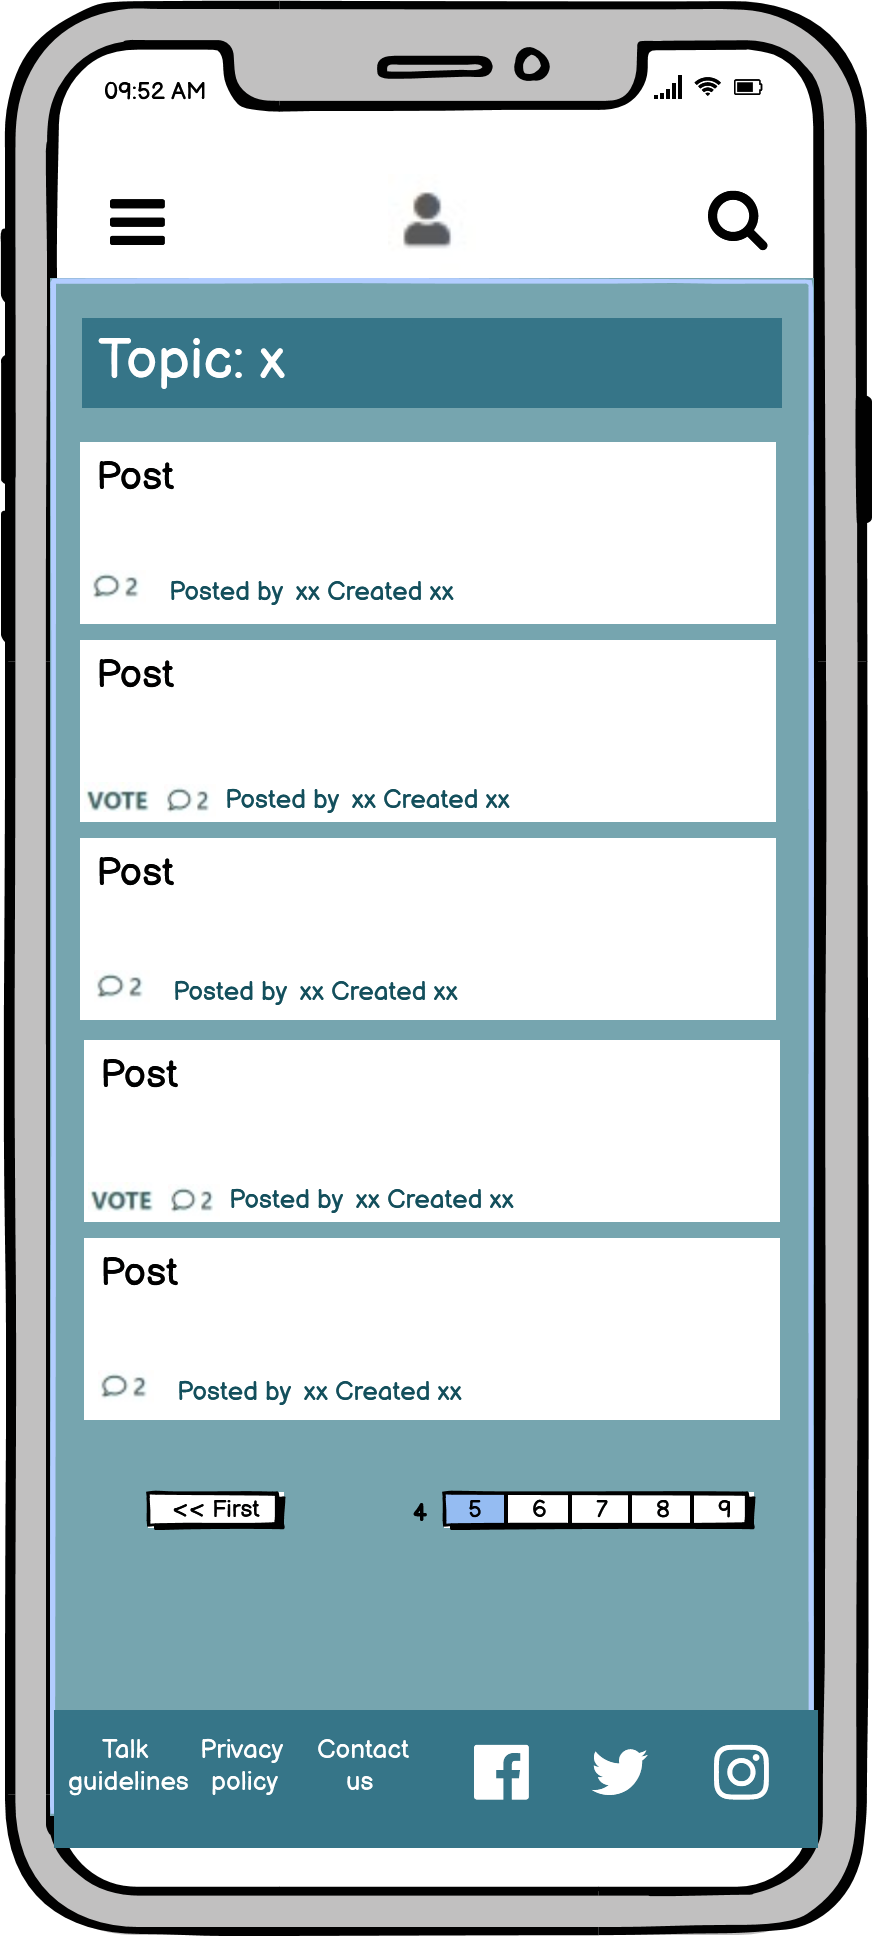 09:52 AM
Topic: x
Post
2 Posted by xx Created xx
Post
VOTE 2 Posted by xx Created xx
Post
2 Posted by xx Created xx
Post
VOTE 2 Posted by xx Created xx
Post
2 Posted by xx Created xx
<< First 4 5 6 7 8 9
Talk guidelines
Privacy policy
Contact us